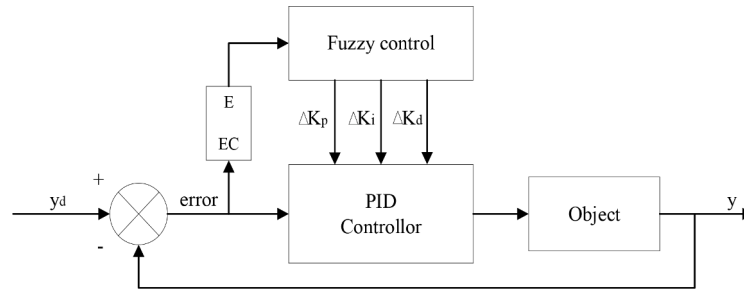 Fuzzy control
E
EC
ΔKp
ΔKi
ΔKd
+
yd
-
error
PID
Controllor
Object
y